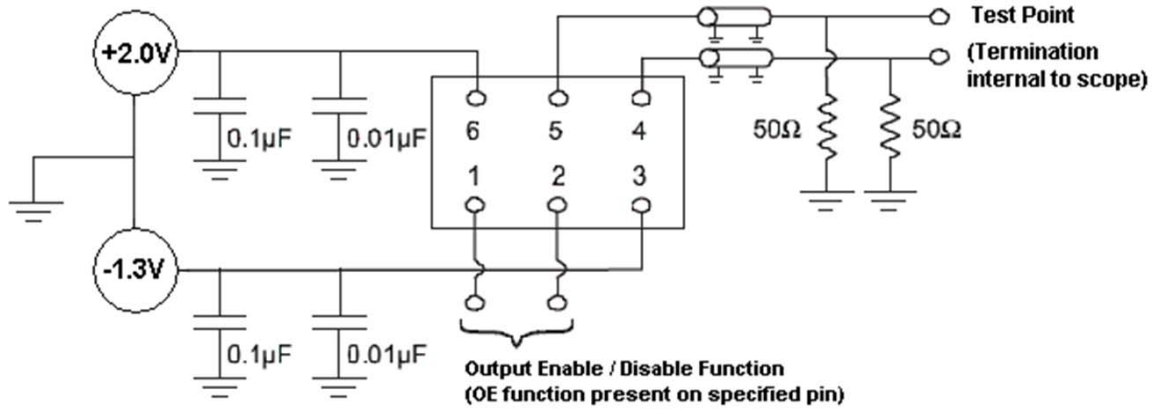 +2.0V
0.1µF
0.01µF
6
5
4
1
2
3
Test Point
(Termination
internal to scope)
50Ω
50Ω
-1.3V
0.1µF
0.01µF
Output Enable / Disable Function
(OE function present on specified pin)